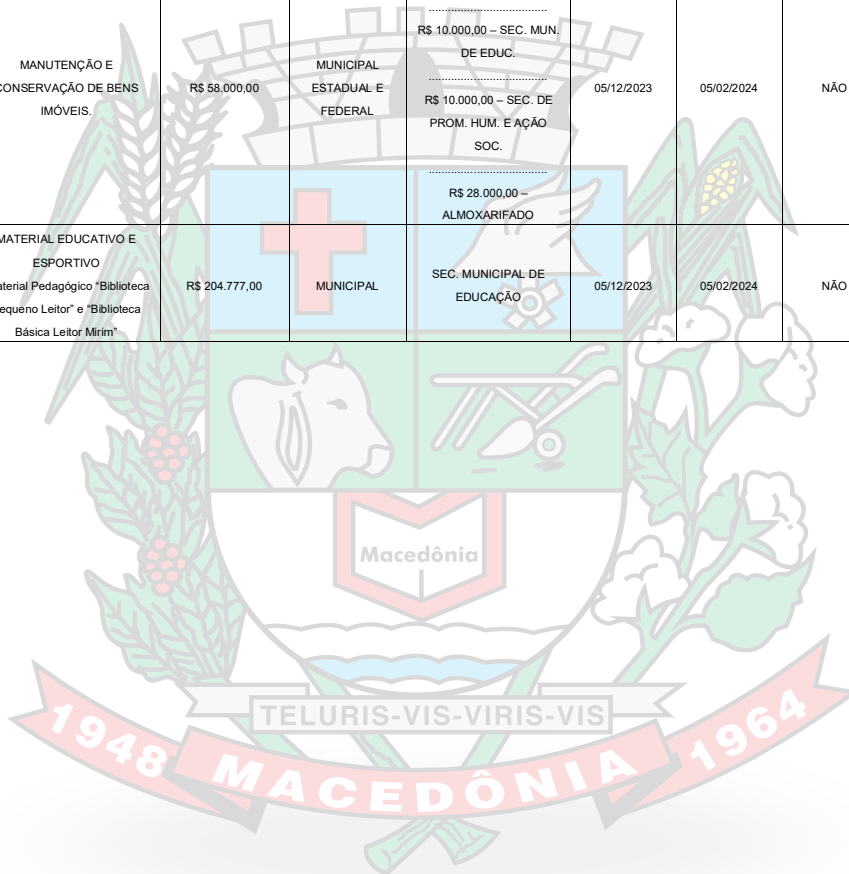 MANUTENÇÃO E
CONSERVAÇÃO DE BENS
IMÓVEIS.
R$ 58.000,00
MUNICIPAL
ESTADUAL E
FEDERAL
......................................
R$ 10.000,00 – SEC. MUN.
DE EDUC.
......................................
R$ 10.000,00 – SEC. DE
PROM. HUM. E AÇÃO
SOC.
......................................
R$ 28.000,00 –
ALMOXARIFADO
05/12/2023
05/02/2024
NÃO
MATERIAL EDUCATIVO E
ESPORTIVO
aterial Pedagógico “Biblioteca
equeno Leitor” e “Biblioteca
Básica Leitor Mirim”
R$ 204.777,00
MUNICIPAL
SEC. MUNICIPAL DE
EDUCAÇÃO
05/12/2023
05/02/2024
NÃO
Macedônia
TELURIS-VIS-VIRIS-VIS
1948 MACEDÔNIA 1964